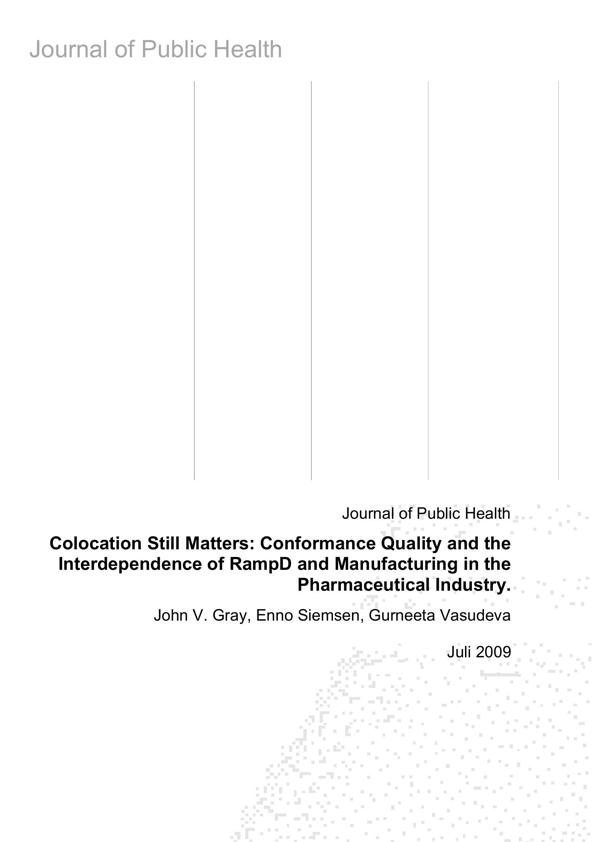 Journal of Public Health
Journal of Public Health
Colocation Still Matters: Conformance Quality and the
Interdependence of RampD and Manufacturing in the
Pharmaceutical Industry.
John V. Gray, Enno Siemsen, Gurneeta Vasudeva
Juli 2009